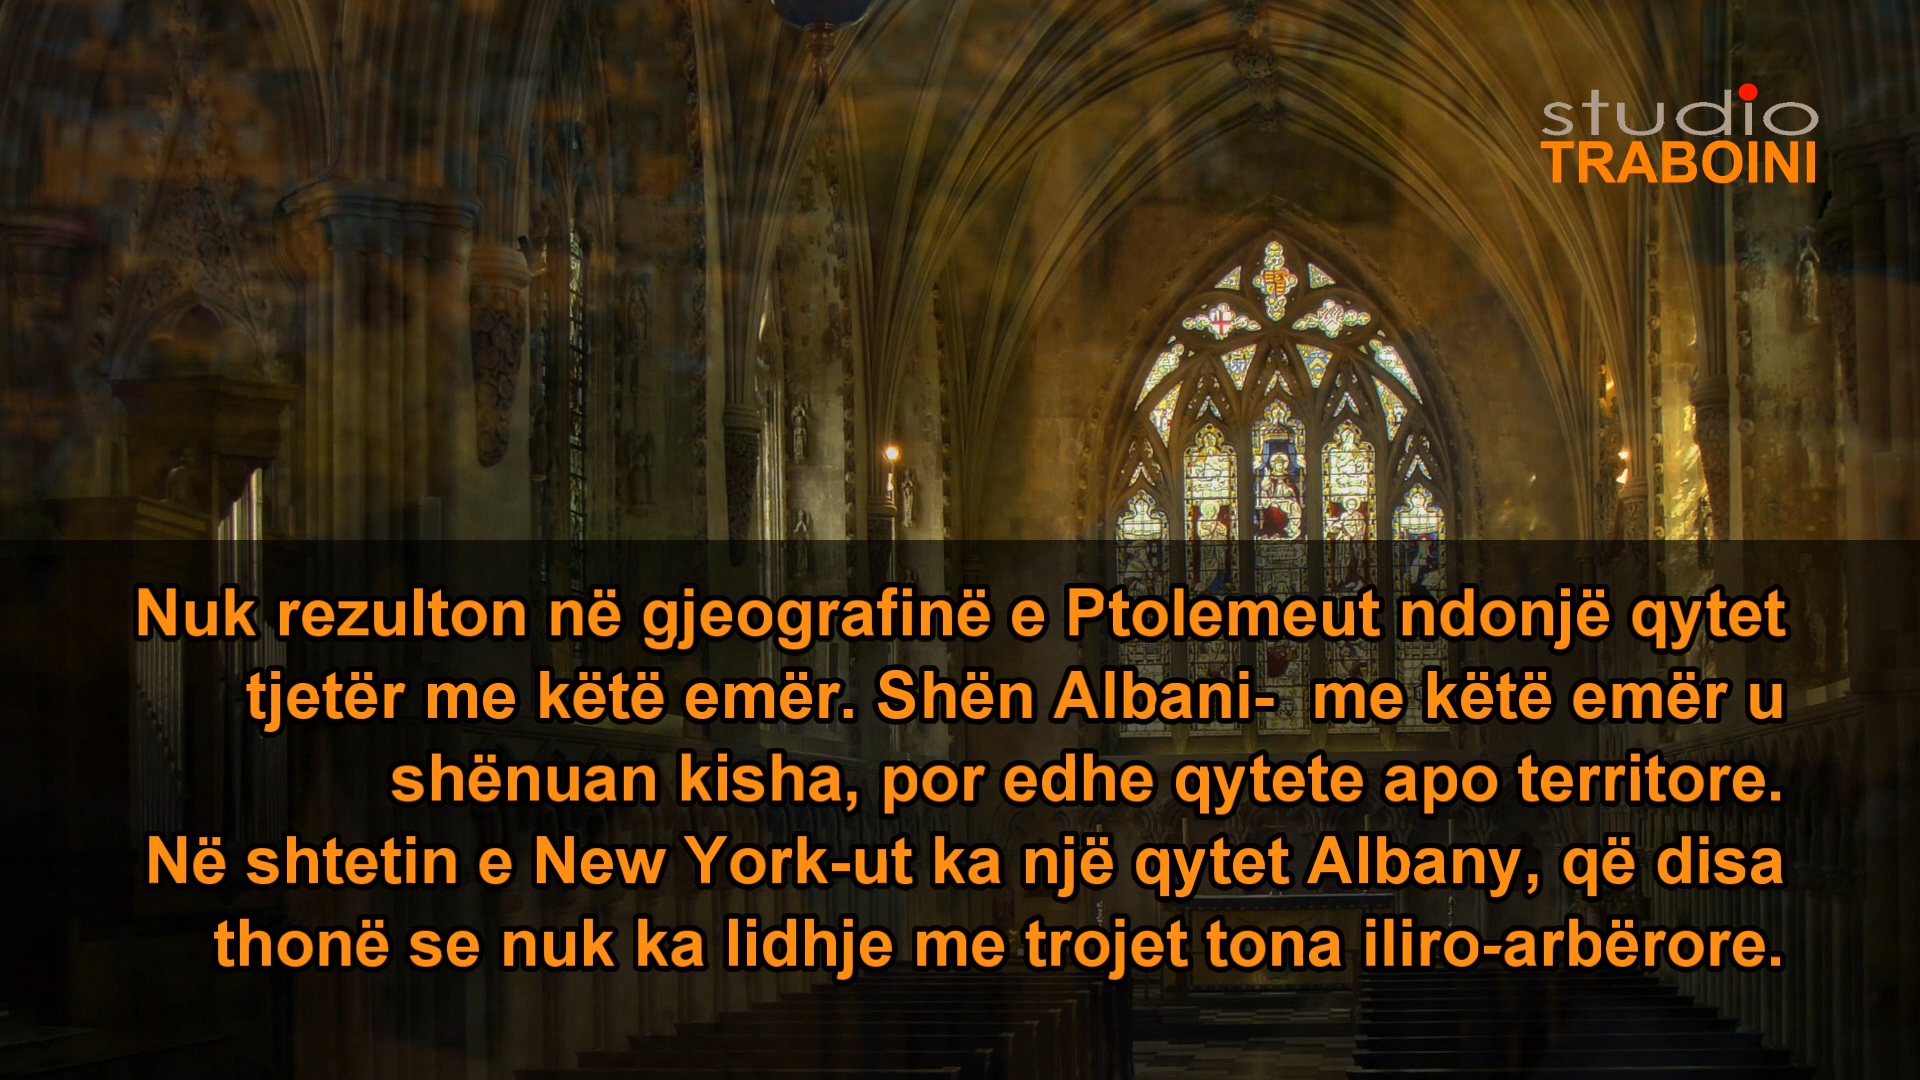 studio
TRABOINI
Nuk rezulton në gjeografinë e Ptolemeut ndonjë qytet
tjetër me këtë emër. Shën Albani- me këtë emër u
shënuan kisha, por edhe qytete apo territore.
Në shtetin e New York-ut ka një qytet Albany, që disa
thonë se nuk ka lidhje me trojet tona iliro-arbërore.